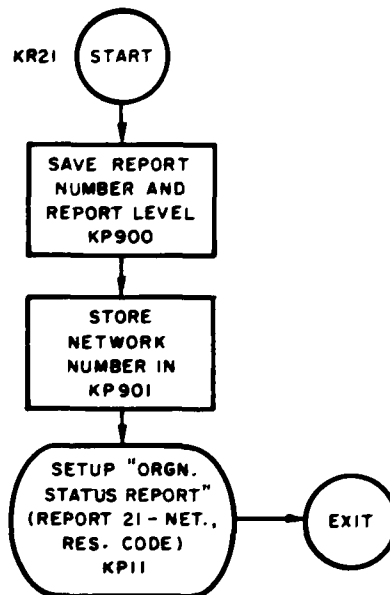 KR21 START
SAVE REPORT
NUMBER AND
REPORT LEVEL
KP900
STORE
NETWORK
NUMBER IN
KP901
SETUP "ORGN.
STATUS REPORT"
(REPORT 21-NET.,
RES. CODE)
KP11
EXIT